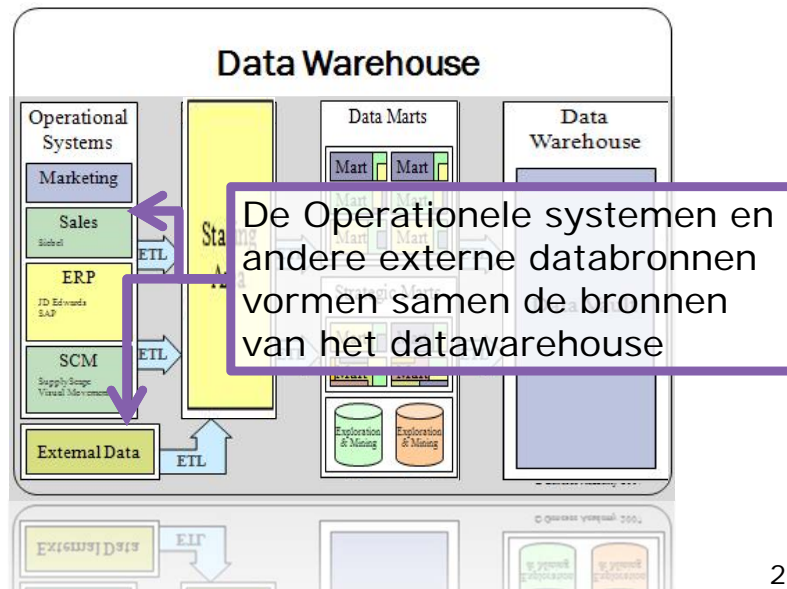 Data Warehouse
Operational
Systems
Marketing
Sales
Siebel
ERP
JD Edwards
SAP
SCM
External Data
ETL
ETL
ETL
Data Marts
Mart Mart
Strategic Marts
Exploration
& Mining
Exploration
& Mining
Data
Warehouse
De Operationele systemen en
andere externe databronnen
vormen samen de bronnen
van het datawarehouse
2